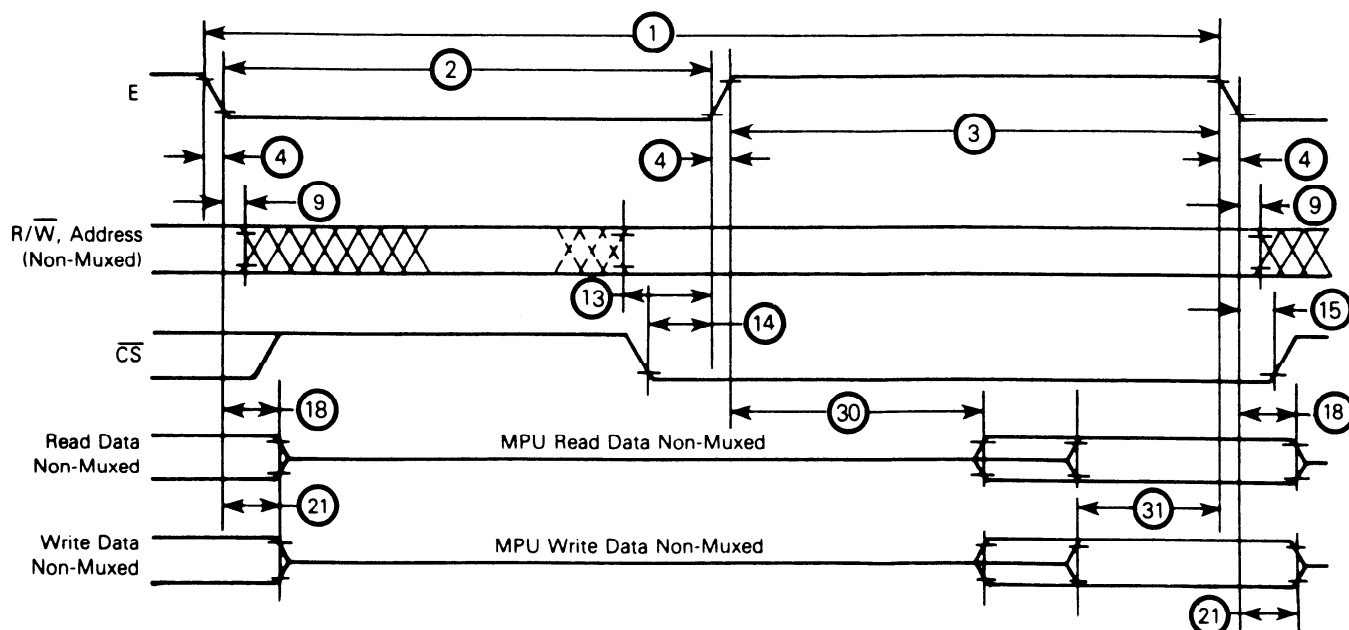 1
2
E
3
4
4
4
9
9
R/W̅, Address
(Non-Muxed)
13
14
15
C̅S̅
18
30
18
Read Data
Non-Muxed
MPU Read Data Non-Muxed
21
31
Write Data
Non-Muxed
MPU Write Data Non-Muxed
21